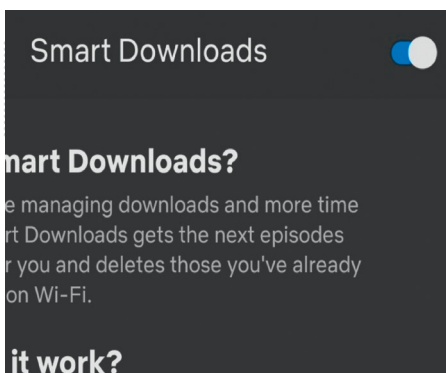 Smart Downloads
mart Downloads?
e managing downloads and more time
rt Downloads gets the next episodes
r you and deletes those you've already
on Wi-Fi.
it work?